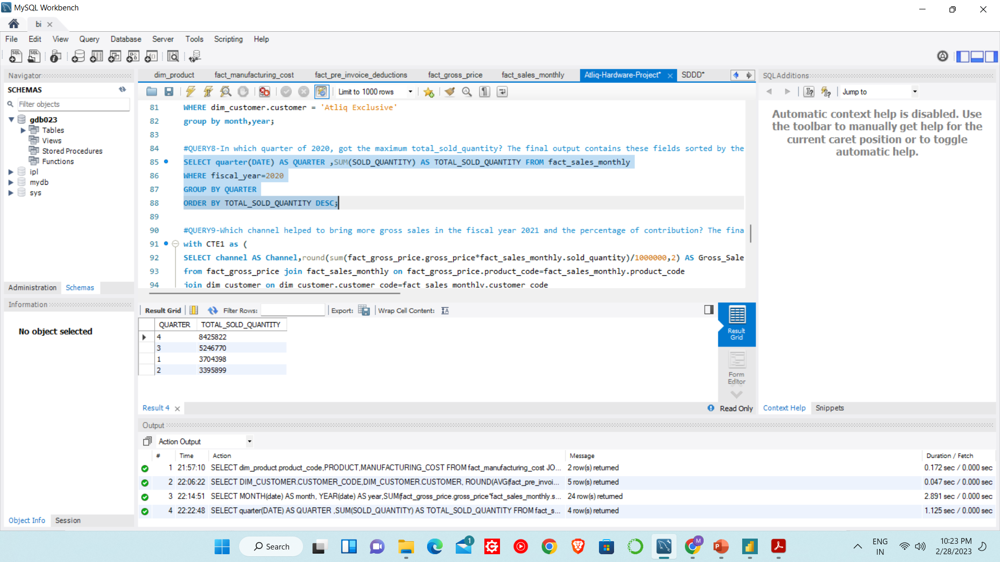 MySQL Workbench
bi
File Edit View Query Database Server Tools Scripting Help
Navigator
SCHEMAS
Filter objects
gdb023
Tables
Views
Stored Procedures
Functions
ipl
mydb
sys
Administration Schemas
Information
No object selected
Object Info Session
dim_product fact_manufacturing_cost fact_pre_invoice_deductions fact_gross_price fact_sales_monthly Atliq-Hardware-Project* SDDD*
Limit to 1000 rows
81 WHERE dim_customer.customer = 'Atliq Exclusive'
82 group by month,year;
83
84 #QUERY8-In which quarter of 2020, got the maximum total_sold_quantity? The final output contains these fields sorted by the
85 SELECT quarter(DATE) AS QUARTER ,SUM(SOLD_QUANTITY) AS TOTAL_SOLD_QUANTITY FROM fact_sales_monthly
86 WHERE fiscal_year=2020
87 GROUP BY QUARTER
88 ORDER BY TOTAL_SOLD_QUANTITY DESC;
89
90 #QUERY9-Which channel helped to bring more gross sales in the fiscal year 2021 and the percentage of contribution? The fina
91 with CTE1 as (
92 SELECT channel AS Channel,round(sum(fact_gross_price.gross_price*fact_sales_monthly.sold_quantity)/1000000,2) AS Gross_Sale
93 from fact_gross_price join fact_sales_monthly on fact_gross_price.product_code=fact_sales_monthly.product_code
94 join dim_customer on dim_customer.customer_code=fact_sales_monthly.customer_code
Result Grid Filter Rows: Export: Wrap Cell Content:
QUARTER TOTAL_SOLD_QUANTITY
4 8425822
3 5246770
1 3704398
2 3395899
Result Grid
Form Editor
Result 4
Read Only
SQLAdditions
Jump to
Automatic context help is disabled. Use
the toolbar to manually get help for the
current caret position or to toggle
automatic help.
Context Help Snippets
Output
Action Output
# Time Action Message Duration / Fetch
1 21:57:10 SELECT dim_product.product_code,PRODUCT,MANUFACTURING_COST FROM fact_manufacturing_cost JO... 2 row(s) returned 0.172 sec / 0.000 sec
2 22:06:22 SELECT DIM_CUSTOMER.CUSTOMER_CODE,DIM_CUSTOMER.CUSTOMER, ROUND(AVG(fact_pre_invoi... 5 row(s) returned 0.047 sec / 0.000 sec
3 22:14:51 SELECT MONTH(date) AS month, YEAR(date) AS year,SUM(fact_gross_price.gross_price*fact_sales_monthly.s... 24 row(s) returned 2.891 sec / 0.000 sec
4 22:22:48 SELECT quarter(DATE) AS QUARTER ,SUM(SOLD_QUANTITY) AS TOTAL_SOLD_QUANTITY FROM fact_s... 4 row(s) returned 1.125 sec / 0.000 sec
Search
1
M
ENG
IN
10:23 PM
2/28/2023